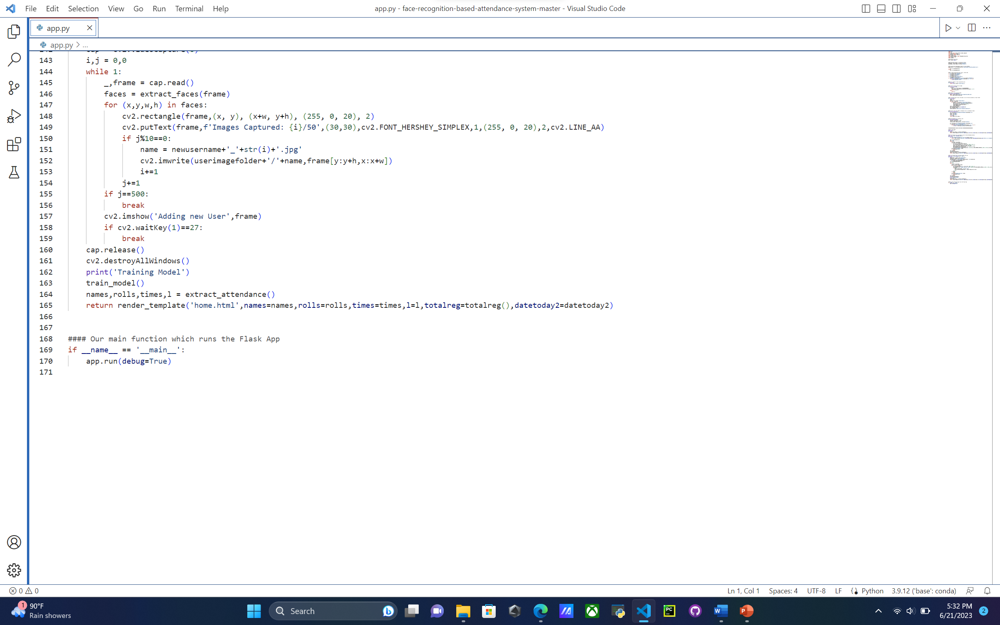 File Edit Selection View Go Run Terminal Help
app.py - face-recognition-based-attendance-system-master - Visual Studio Code
app.py
app.py > ...
143 i,j = 0,0
144 while 1:
145 _,frame = cap.read()
146 faces = extract_faces(frame)
147 for (x,y,w,h) in faces:
148 cv2.rectangle(frame,(x, y), (x+w, y+h), (255, 0, 20), 2)
149 cv2.putText(frame,f'Images Captured: {i}/50',(30,30),cv2.FONT_HERSHEY_SIMPLEX,1,(255, 0, 20),2,cv2.LINE_AA)
150 if j%10==0:
151 name = newusername+'_'+str(i)+'.jpg'
152 cv2.imwrite(userimagefolder+'/'+name,frame[y:y+h,x:x+w])
153 i+=1
154 j+=1
155 if j==500:
156 break
157 cv2.imshow('Adding new User',frame)
158 if cv2.waitKey(1)==27:
159 break
160 cap.release()
161 cv2.destroyAllWindows()
162 print('Training Model')
163 train_model()
164 names,rolls,times,l = extract_attendance()
165 return render_template('home.html',names=names,rolls=rolls,times=times,l=l,totalreg=totalreg(),datetoday2=datetoday2)
166
167
168 #### Our main function which runs the Flask App
169 if __name__ == '__main__':
170 app.run(debug=True)
171
0 0
Ln 1, Col 1 Spaces: 4 UTF-8 LF Python 3.9.12 ('base': conda)
1 90°F
Rain showers
Search
PC
W
P
5:32 PM
6/21/2023
2